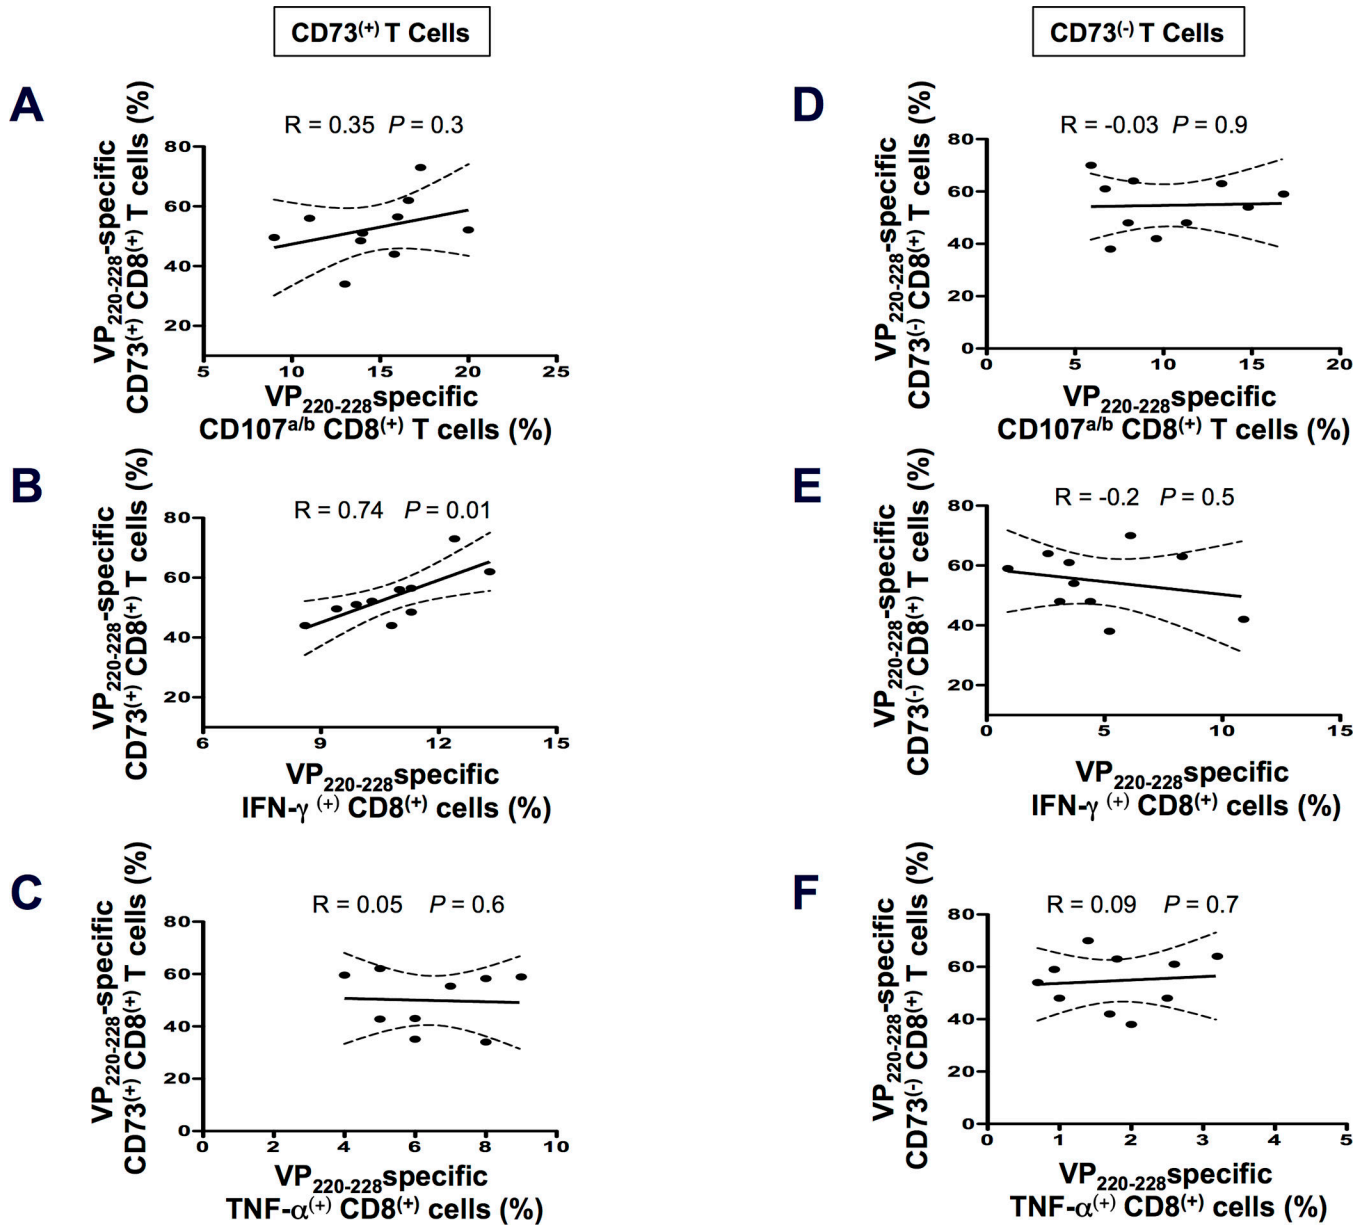 CD73(+) T Cells
A
R = 0.35 P = 0.3
VP220-228-specific
CD73(+) CD8(+) T cells (%)
80
60
40
20
5 10 15 20 25
VP220-228specific
CD107a/b CD8(+) T cells (%)
B
R = 0.74 P = 0.01
VP220-228-specific
CD73(+) CD8(+) T cells (%)
80
60
40
20
6 9 12 15
VP220-228specific
IFN-γ (+) CD8(+) cells (%)
C
R = 0.05 P = 0.6
VP220-228-specific
CD73(+) CD8(+) T cells (%)
80
60
40
20
0
0 2 4 6 8 10
VP220-228specific
TNF-α(+) CD8(+) cells (%)
CD73(-) T Cells
D
R = -0.03 P = 0.9
VP220-228-specific
CD73(-) CD8(+) T cells (%)
80
60
40
20
0
0 5 10 15 20
VP220-228specific
CD107a/b CD8(+) T cells (%)
E
R = -0.2 P = 0.5
VP220-228-specific
CD73(-) CD8(+) T cells (%)
80
60
40
20
0 5 10 15
VP220-228specific
IFN-γ (+) CD8(+) cells (%)
F
R = 0.09 P = 0.7
VP220-228-specific
CD73(-) CD8(+) T cells (%)
80
60
40
20
0
0 1 2 3 4 5
VP220-228specific
TNF-α(+) CD8(+) cells (%)